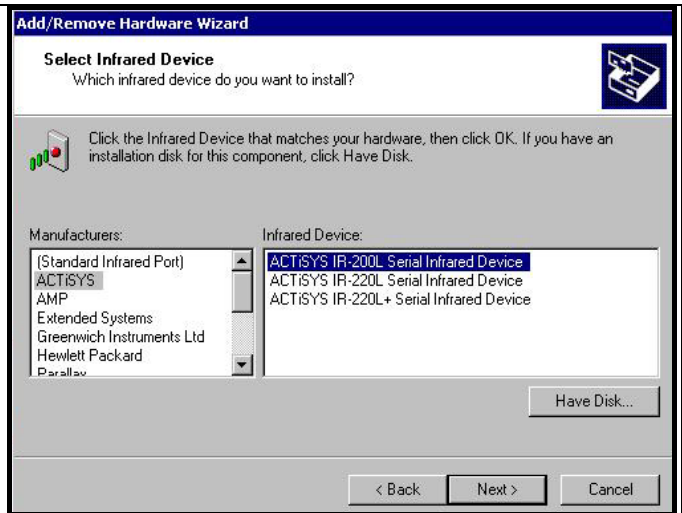 Add/Remove Hardware Wizard
Select Infrared Device
Which infrared device do you want to install?
Click the Infrared Device that matches your hardware, then click OK. If you have an
installation disk for this component, click Have Disk.
Manufacturers:
(Standard Infrared Port)
ACTiSYS
AMP
Extended Systems
Greenwich Instruments Ltd
Hewlett Packard
Parallax
Infrared Device:
ACTiSYS IR-200L Serial Infrared Device
ACTiSYS IR-220L Serial Infrared Device
ACTiSYS IR-220L+ Serial Infrared Device
Have Disk...
< Back
Next >
Cancel